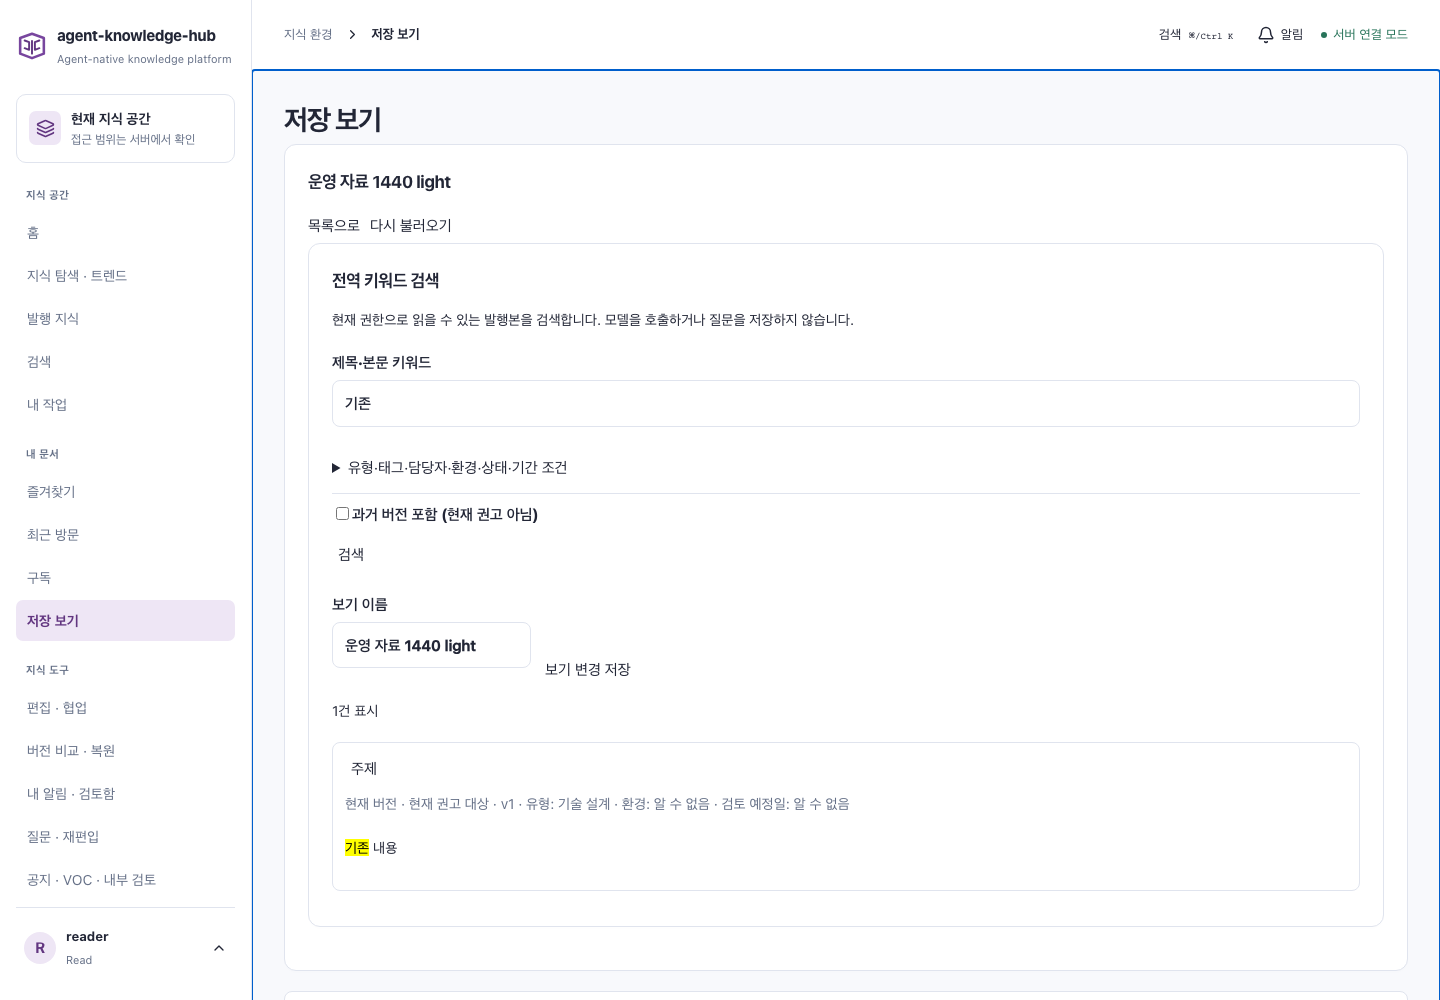 agent-knowledge-hub
Agent-native knowledge platform
현재 지식 공간
접근 범위는 서버에서 확인
지식 공간
홈
지식 탐색 · 트렌드
발행 지식
검색
내 작업
내 문서
즐겨찾기
최근 방문
구독
저장 보기
지식 도구
편집 · 협업
버전 비교 · 복원
내 알림 · 검토함
질문 · 재편입
공지 · VOC · 내부 검토
R
reader
Read
지식 환경 > 저장 보기
검색 ⌘/Ctrl K 알림 서버 연결 모드
저장 보기
운영 자료 1440 light
목록으로 다시 불러오기
전역 키워드 검색
현재 권한으로 읽을 수 있는 발행본을 검색합니다. 모델을 호출하거나 질문을 저장하지 않습니다.
제목·본문 키워드
기존
유형·태그·담당자·환경·상태·기간 조건
과거 버전 포함 (현재 권고 아님)
검색
보기 이름
운영 자료 1440 light
보기 변경 저장
1건 표시
주제
현재 버전 · 현재 권고 대상 · v1 · 유형: 기술 설계 · 환경: 알 수 없음 · 검토 예정일: 알 수 없음
기존 내용